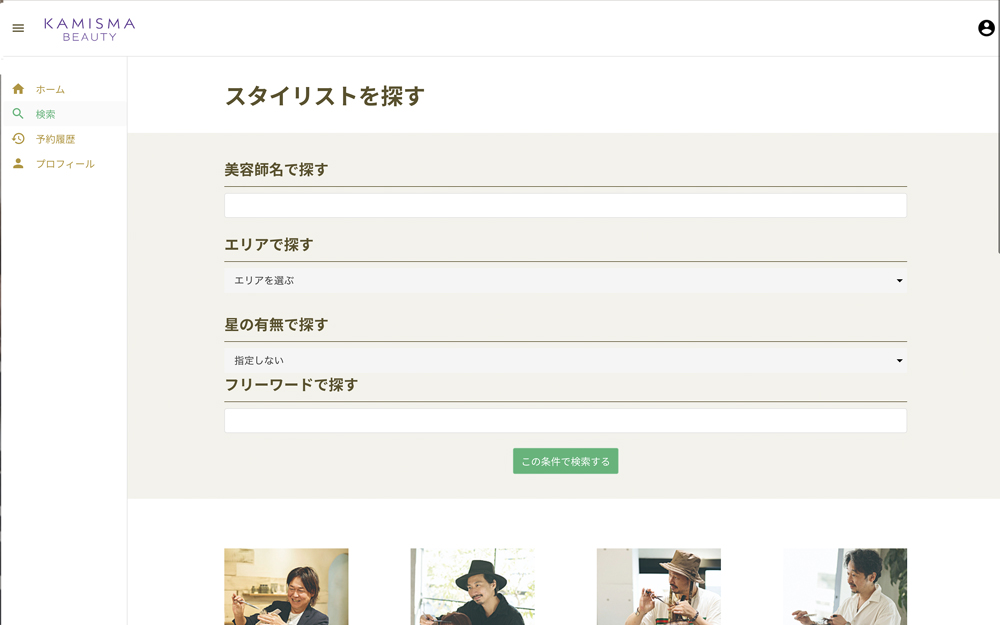 KAMISMA
BEAUTY
ホーム
検索
予約履歴
プロフィール
スタイリストを探す
美容師名で探す
エリアで探す
エリアを選ぶ
星の有無で探す
指定しない
フリーワードで探す
この条件で検索する